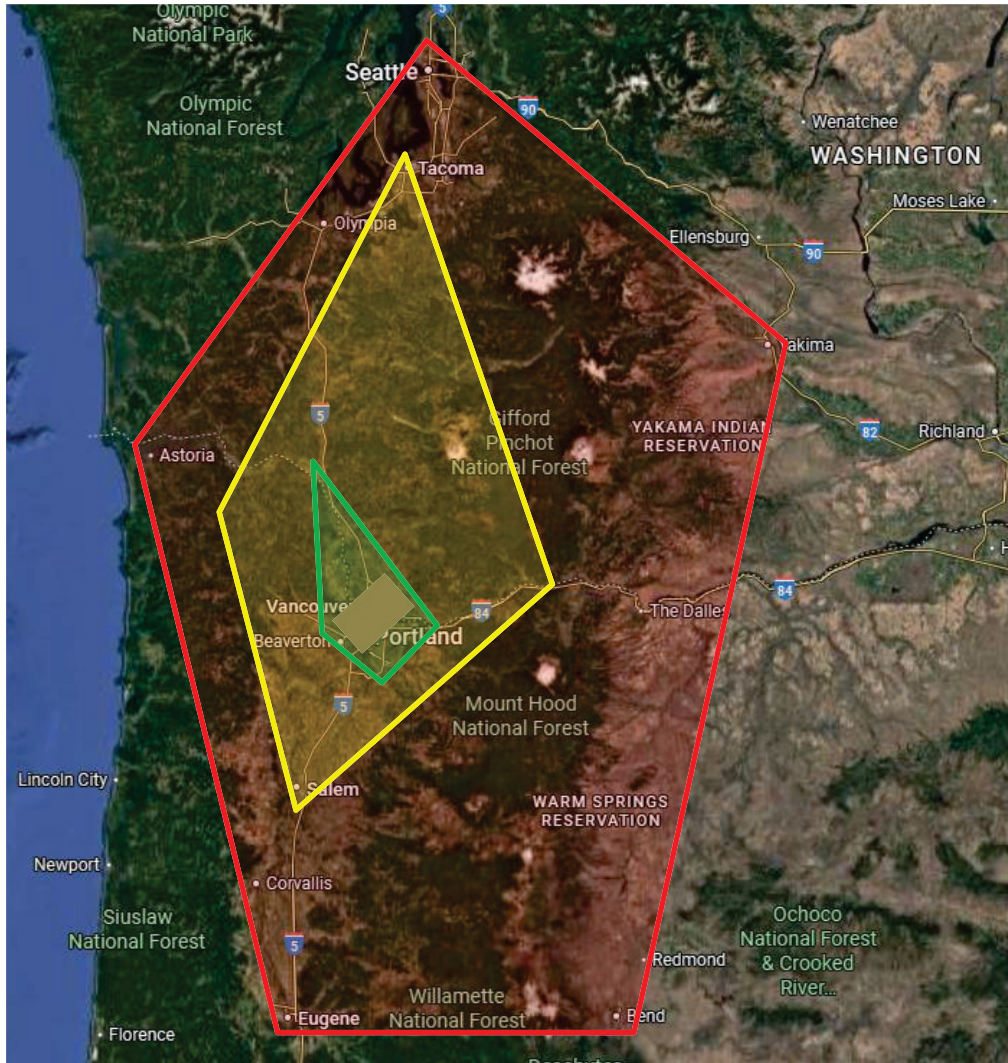 Olympic
National Park
5
Seattle
Olympic
National Forest
90
Wenatchee
WASHINGTON
Tacoma
Moses Lake
Olympia
Ellensburg
90
Yakima
5
Gifford
Pinchot
National Forest
YAKAMA INDIAN
RESERVATION
82
Richland
Astoria
84
Vancouver
84
The Dalles
Beaverton
Portland
5
Mount Hood
National Forest
Lincoln City
Salem
WARM SPRINGS
RESERVATION
Newport
Corvallis
Siuslaw
National Forest
5
Ochoco
National Forest
& Crooked
River...
Redmond
Willamette
National Forest
Eugene
Bend
Florence